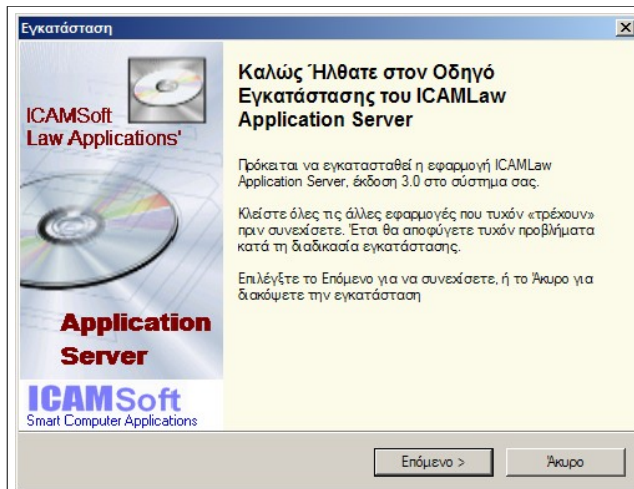 Εγκατάσταση
ICAMSoft
Law Applications'
Application
Server
ICAMSoft
Smart Computer Applications
Καλώς Ήλθατε στον Οδηγό
Εγκατάστασης του ICAMLaw
Application Server
Πρόκειται να εγκατασταθεί η εφαρμογή ICAMLaw
Application Server, έκδοση 3.0 στο σύστημα σας.
Κλείστε όλες τις άλλες εφαρμογές που τυχόν «τρέχουν»
πριν συνεχίσετε. Έτσι θα αποφύγετε τυχόν προβλήματα
κατά τη διαδικασία εγκατάστασης.
Επιλέγξτε το Επόμενο για να συνεχίσετε, ή το Άκυρο για
διακόψετε την εγκατάσταση
Επόμενο >
Άκυρο